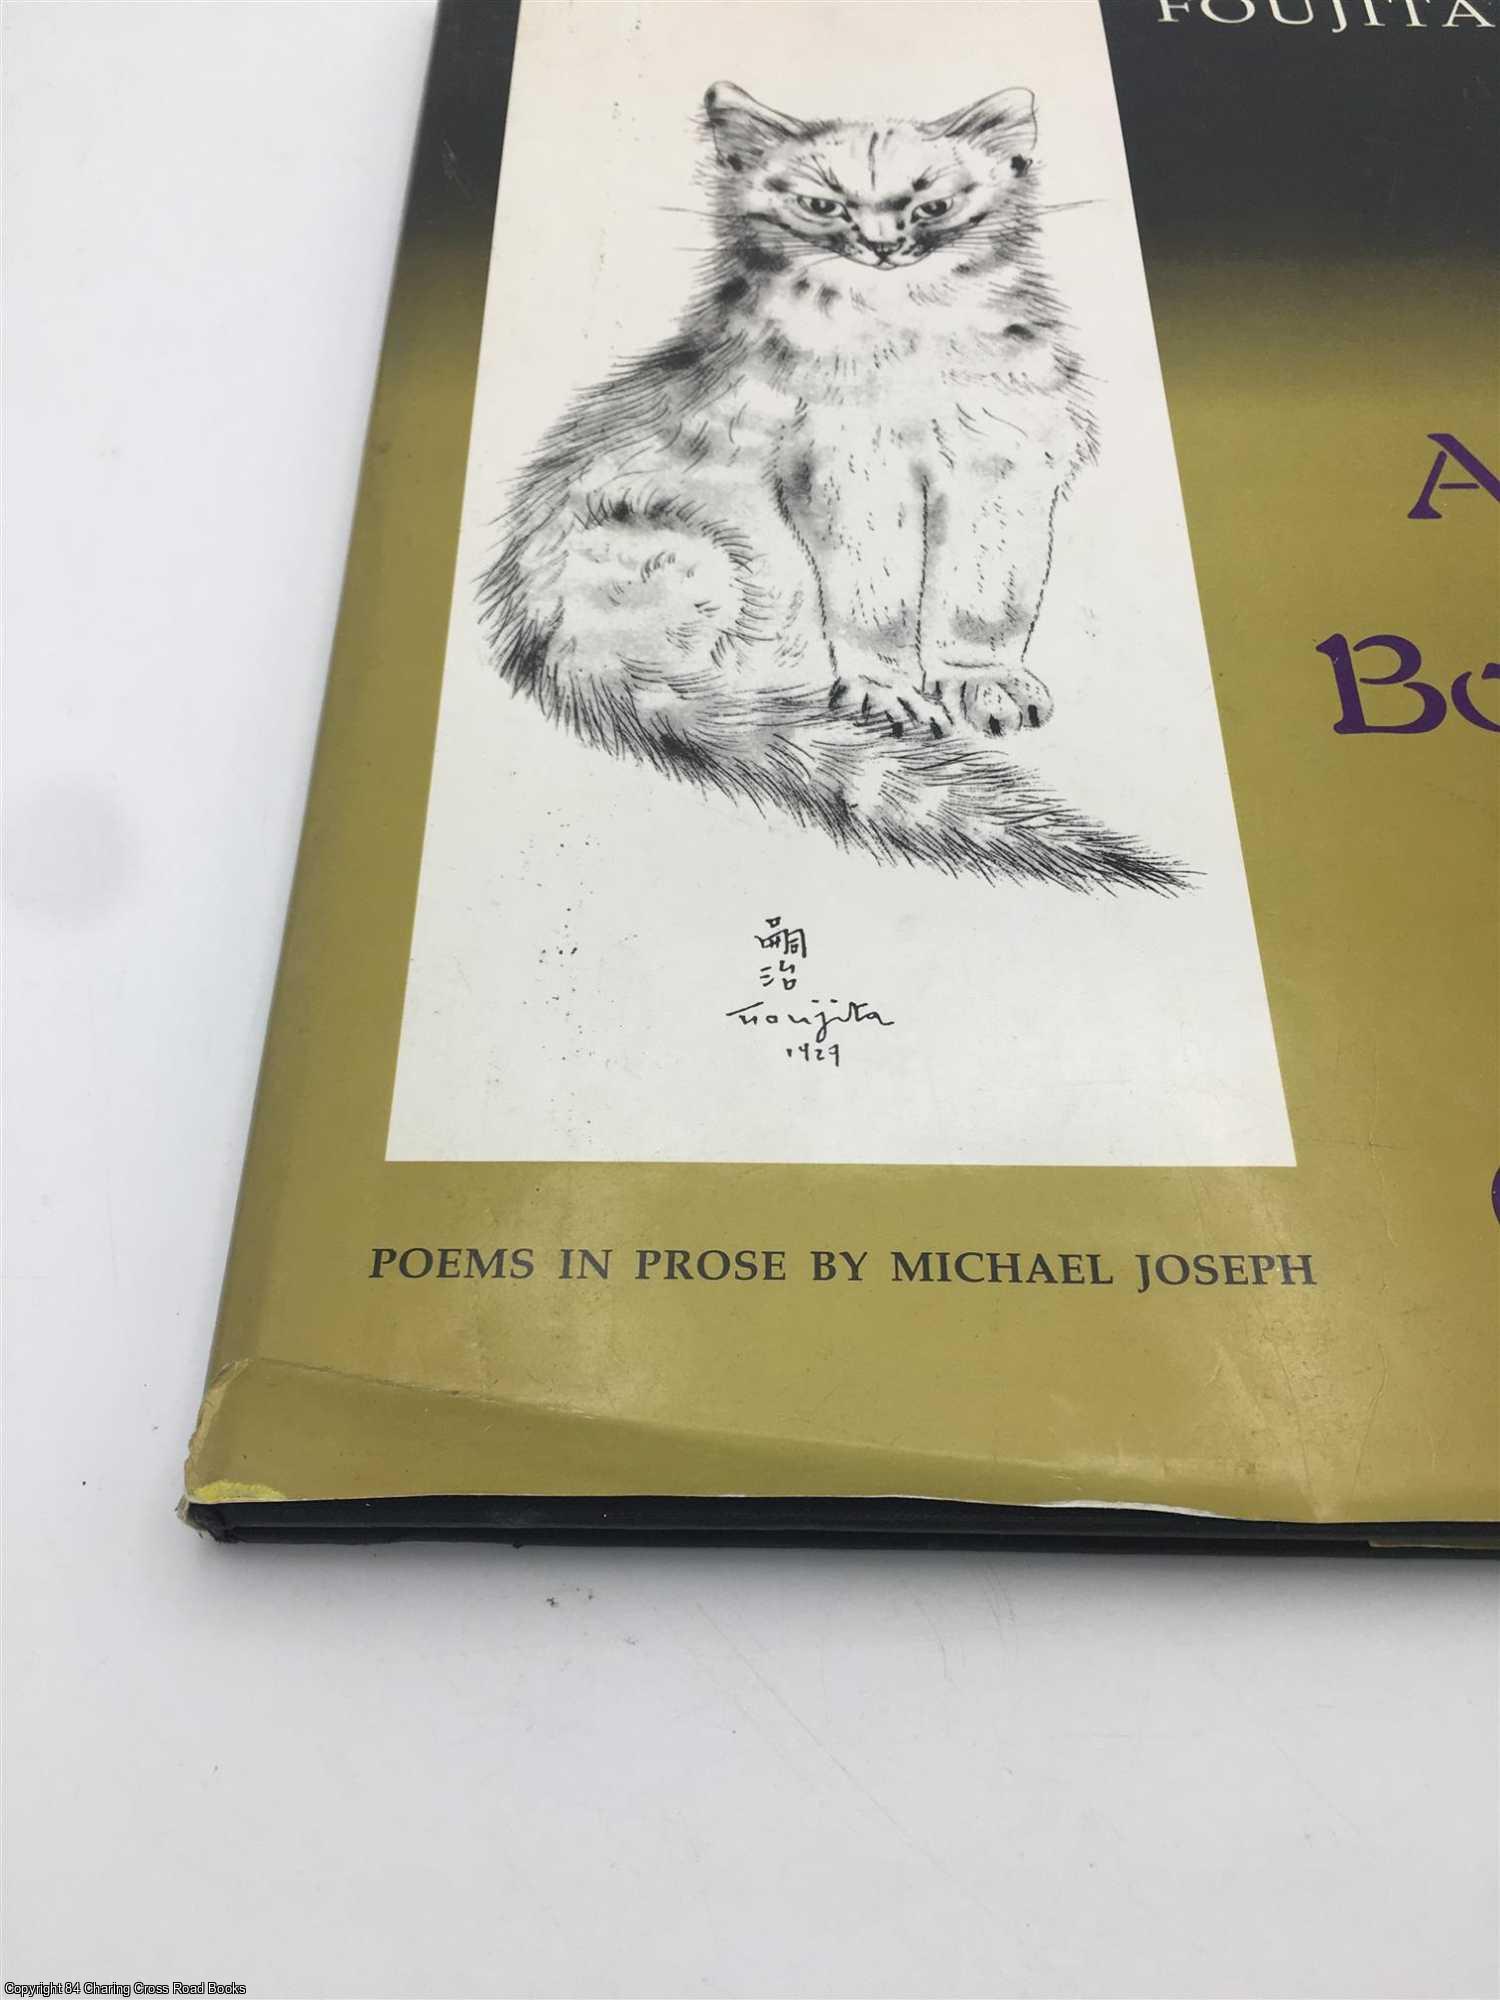 FOUJITA
A
Bo
嗣
治
Foujita
1929
POEMS IN PROSE BY MICHAEL JOSEPH
Copyright 84 Charing Cross Road Books